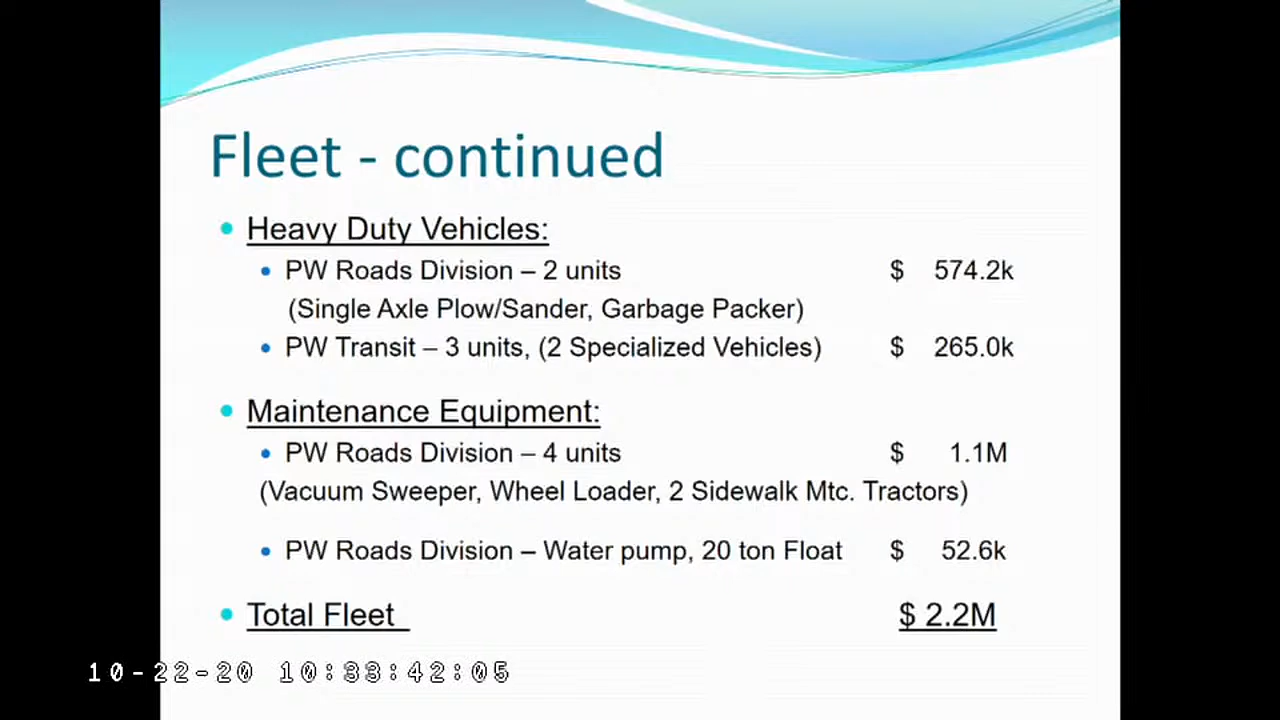 Fleet - continued
Heavy Duty Vehicles:
PW Roads Division – 2 units $ 574.2k
(Single Axle Plow/Sander, Garbage Packer)
PW Transit – 3 units, (2 Specialized Vehicles) $ 265.0k
Maintenance Equipment:
PW Roads Division – 4 units $ 1.1M
(Vacuum Sweeper, Wheel Loader, 2 Sidewalk Mtc. Tractors)
PW Roads Division – Water pump, 20 ton Float $ 52.6k
Total Fleet $ 2.2M
10-22-20 10:33:42:05